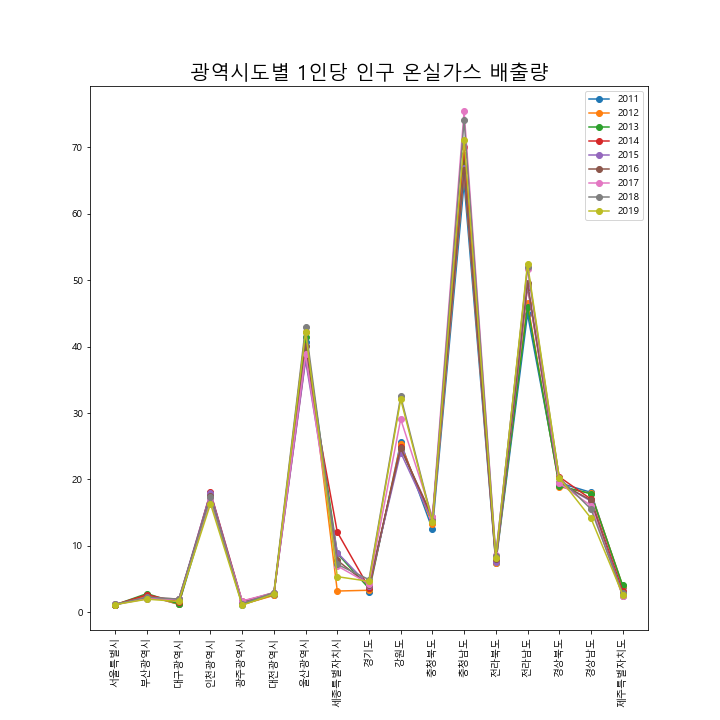 광역시도별 1인당 인구 온실가스 배출량
2011
2012
2013
2014
2015
2016
2017
2018
2019
70
60
50
40
30
20
10
0
서울특별시
부산광역시
대구광역시
인천광역시
광주광역시
대전광역시
울산광역시
세종특별자치시
경기도
강원도
충청북도
충청남도
전라북도
전라남도
경상북도
경상남도
제주특별자치도